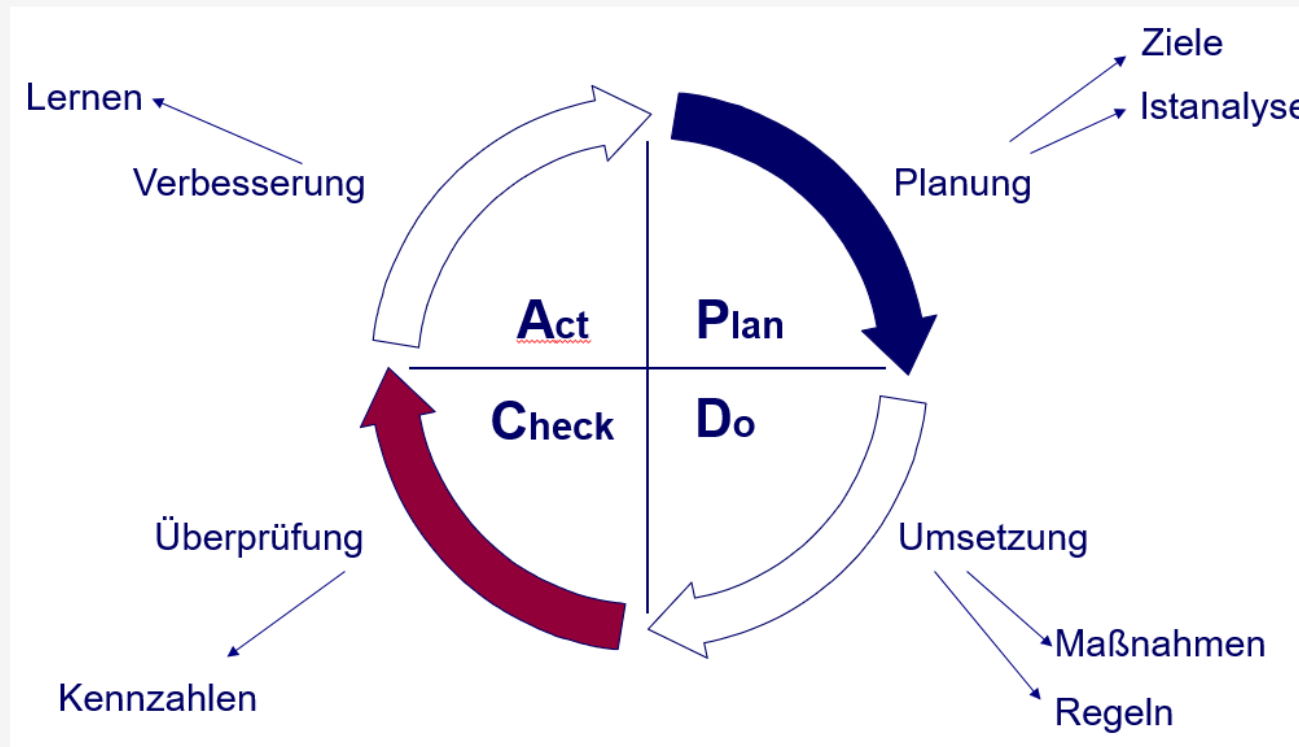 Ziele
Lernen
Istanalyse
Verbesserung
Planung
Act
Plan
Check
Do
Überprüfung
Umsetzung
Maßnahmen
Kennzahlen
Regeln